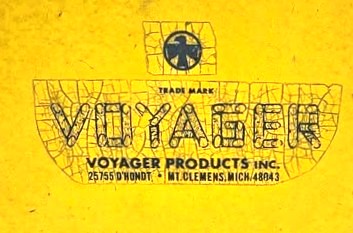 TRADE MARK
VOYAGER
VOYAGER PRODUCTS INC.
25755 D'HONDT • MT. CLEMENS, MICH. 48043